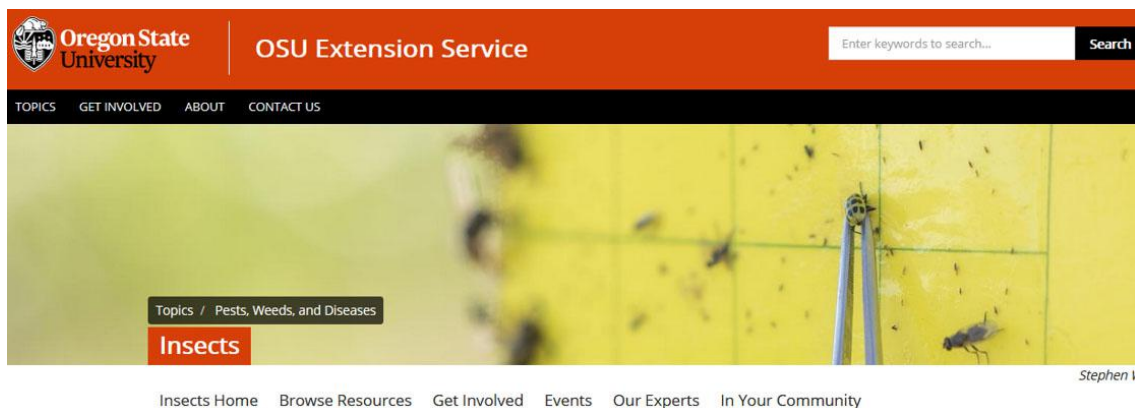 Oregon State
University
OSU Extension Service
Enter keywords to search...
Search
TOPICS GET INVOLVED ABOUT CONTACT US
Topics / Pests, Weeds, and Diseases
Insects
Stephen
Insects Home Browse Resources Get Involved Events Our Experts In Your Community